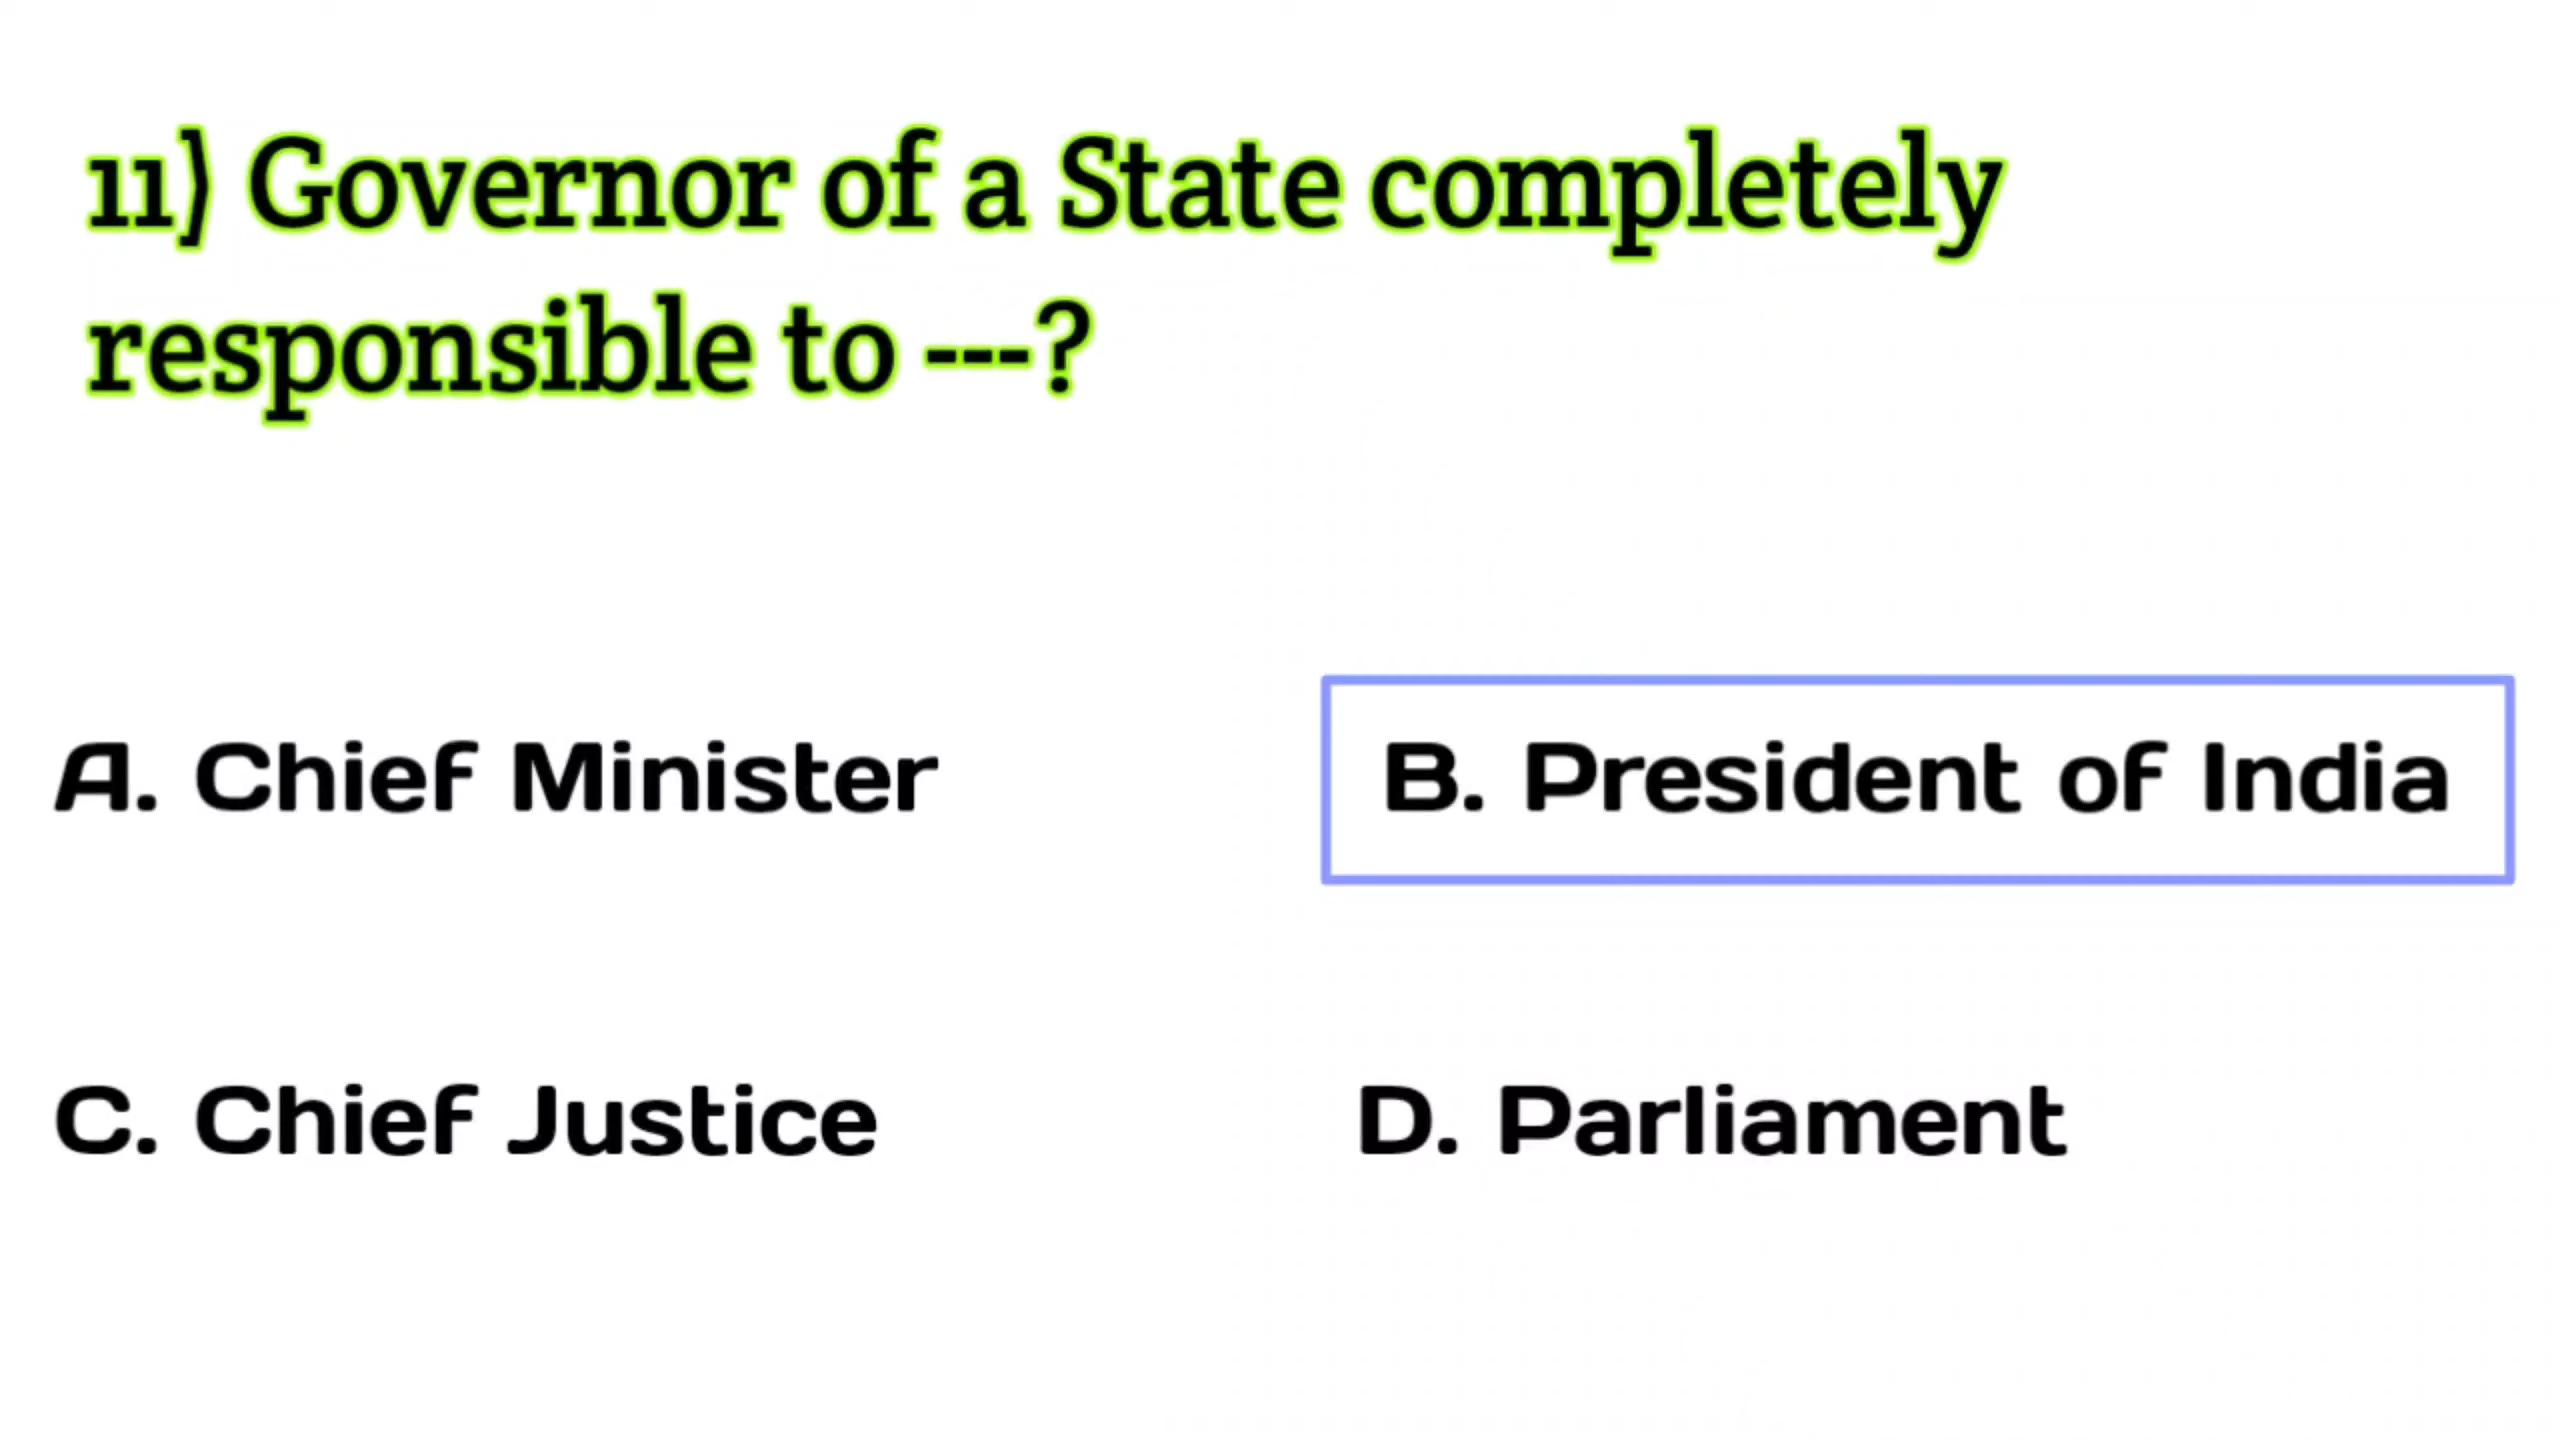 11) Governor of a State completely
responsible to ---?
A. Chief Minister
B. President of India
C. Chief Justice
D. Parliament